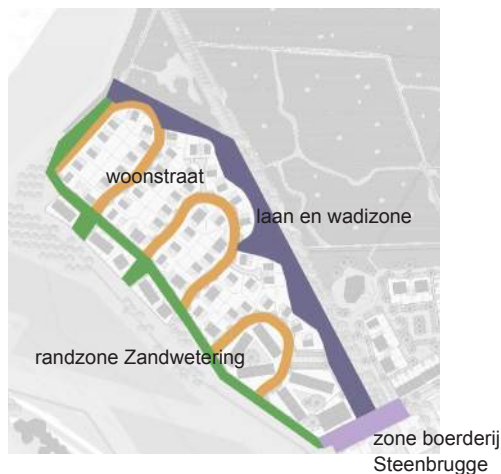 woonstraat
laan en wadizone
randzone Zandwetering
zone boerderij
Steenbrugge